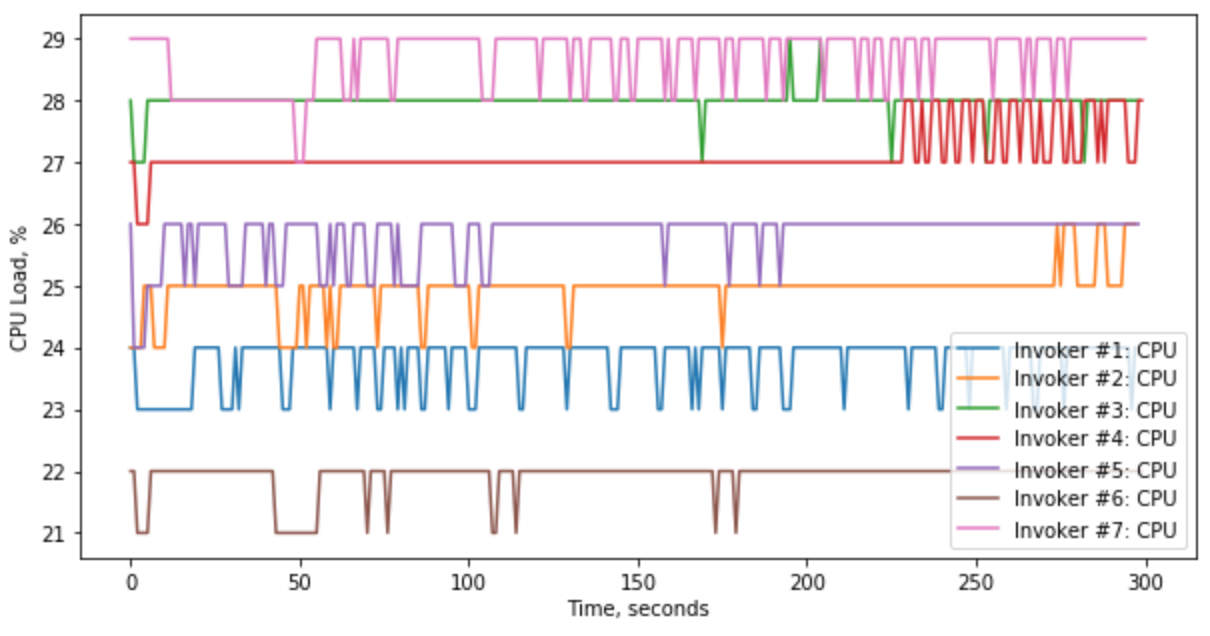 29
28
27
26
25
24
23
22
21
CPU Load, %
Invoker #1: CPU
Invoker #2: CPU
Invoker #3: CPU
Invoker #4: CPU
Invoker #5: CPU
Invoker #6: CPU
Invoker #7: CPU
0 50 100 150 200 250 300
Time, seconds